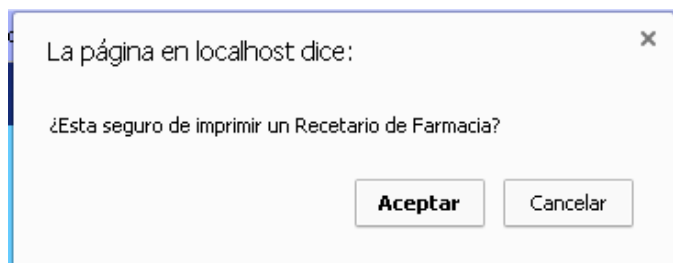 La página en localhost dice:
¿Esta seguro de imprimir un Recetario de Farmacia?
Aceptar Cancelar